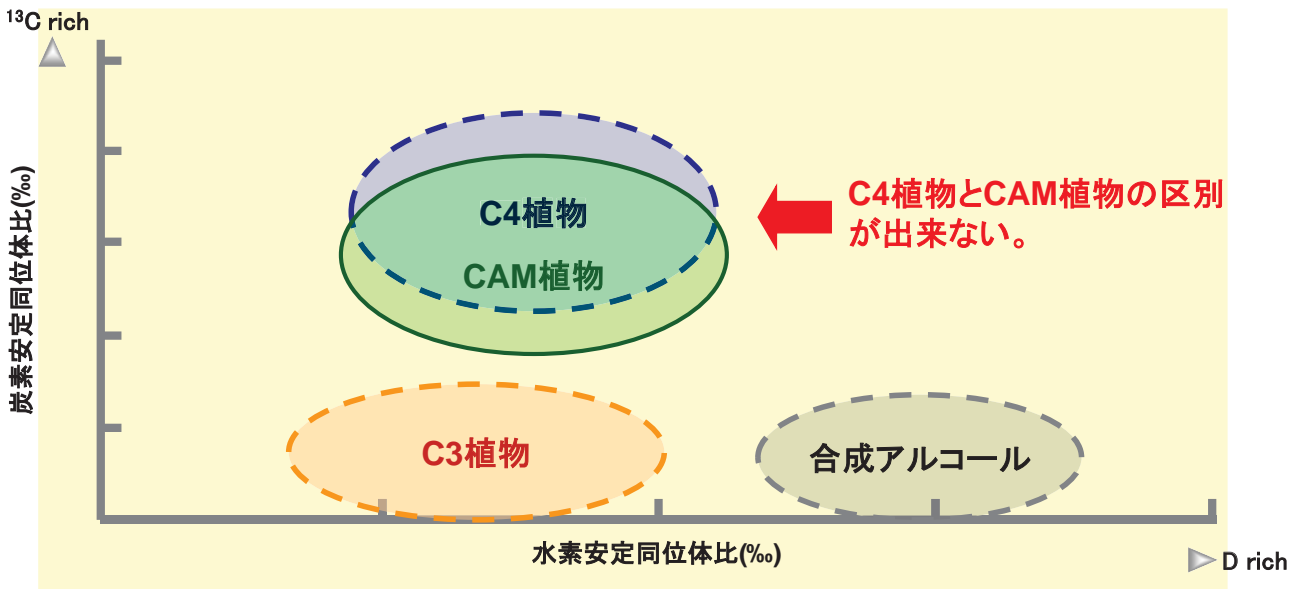 ¹³C rich
炭素安定同位体比(‰)
C4植物
CAM植物
C4植物とCAM植物の区別
が出来ない。
C3植物
合成アルコール
水素安定同位体比(‰)
D rich